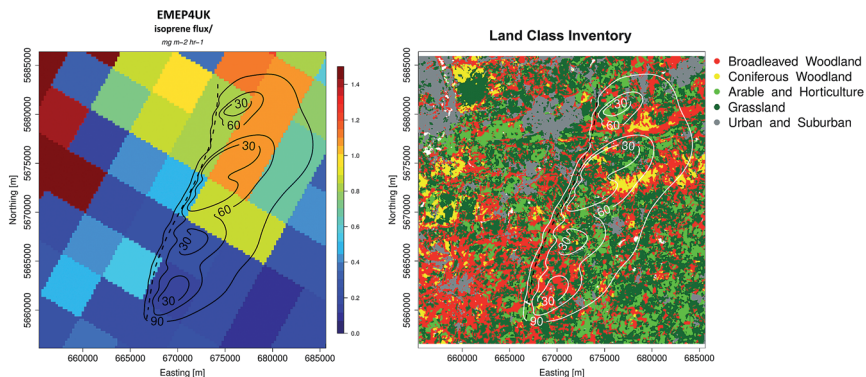 EMEP4UK
isoprene flux/
mg m-2 hr-1
Northing [m]
5685000
5680000
5675000
5670000
5665000
5660000
30
60
30
60
30
30
90
660000 665000 670000 675000 680000 685000
Easting [m]
1.4
1.2
1.0
0.8
0.6
0.4
0.2
0.0
Land Class Inventory
Northing [m]
5685000
5680000
5675000
5670000
5665000
5660000
30
60
30
60
30
30
90
660000 665000 670000 675000 680000 685000
Easting [m]
Broadleaved Woodland
Coniferous Woodland
Arable and Horticulture
Grassland
Urban and Suburban